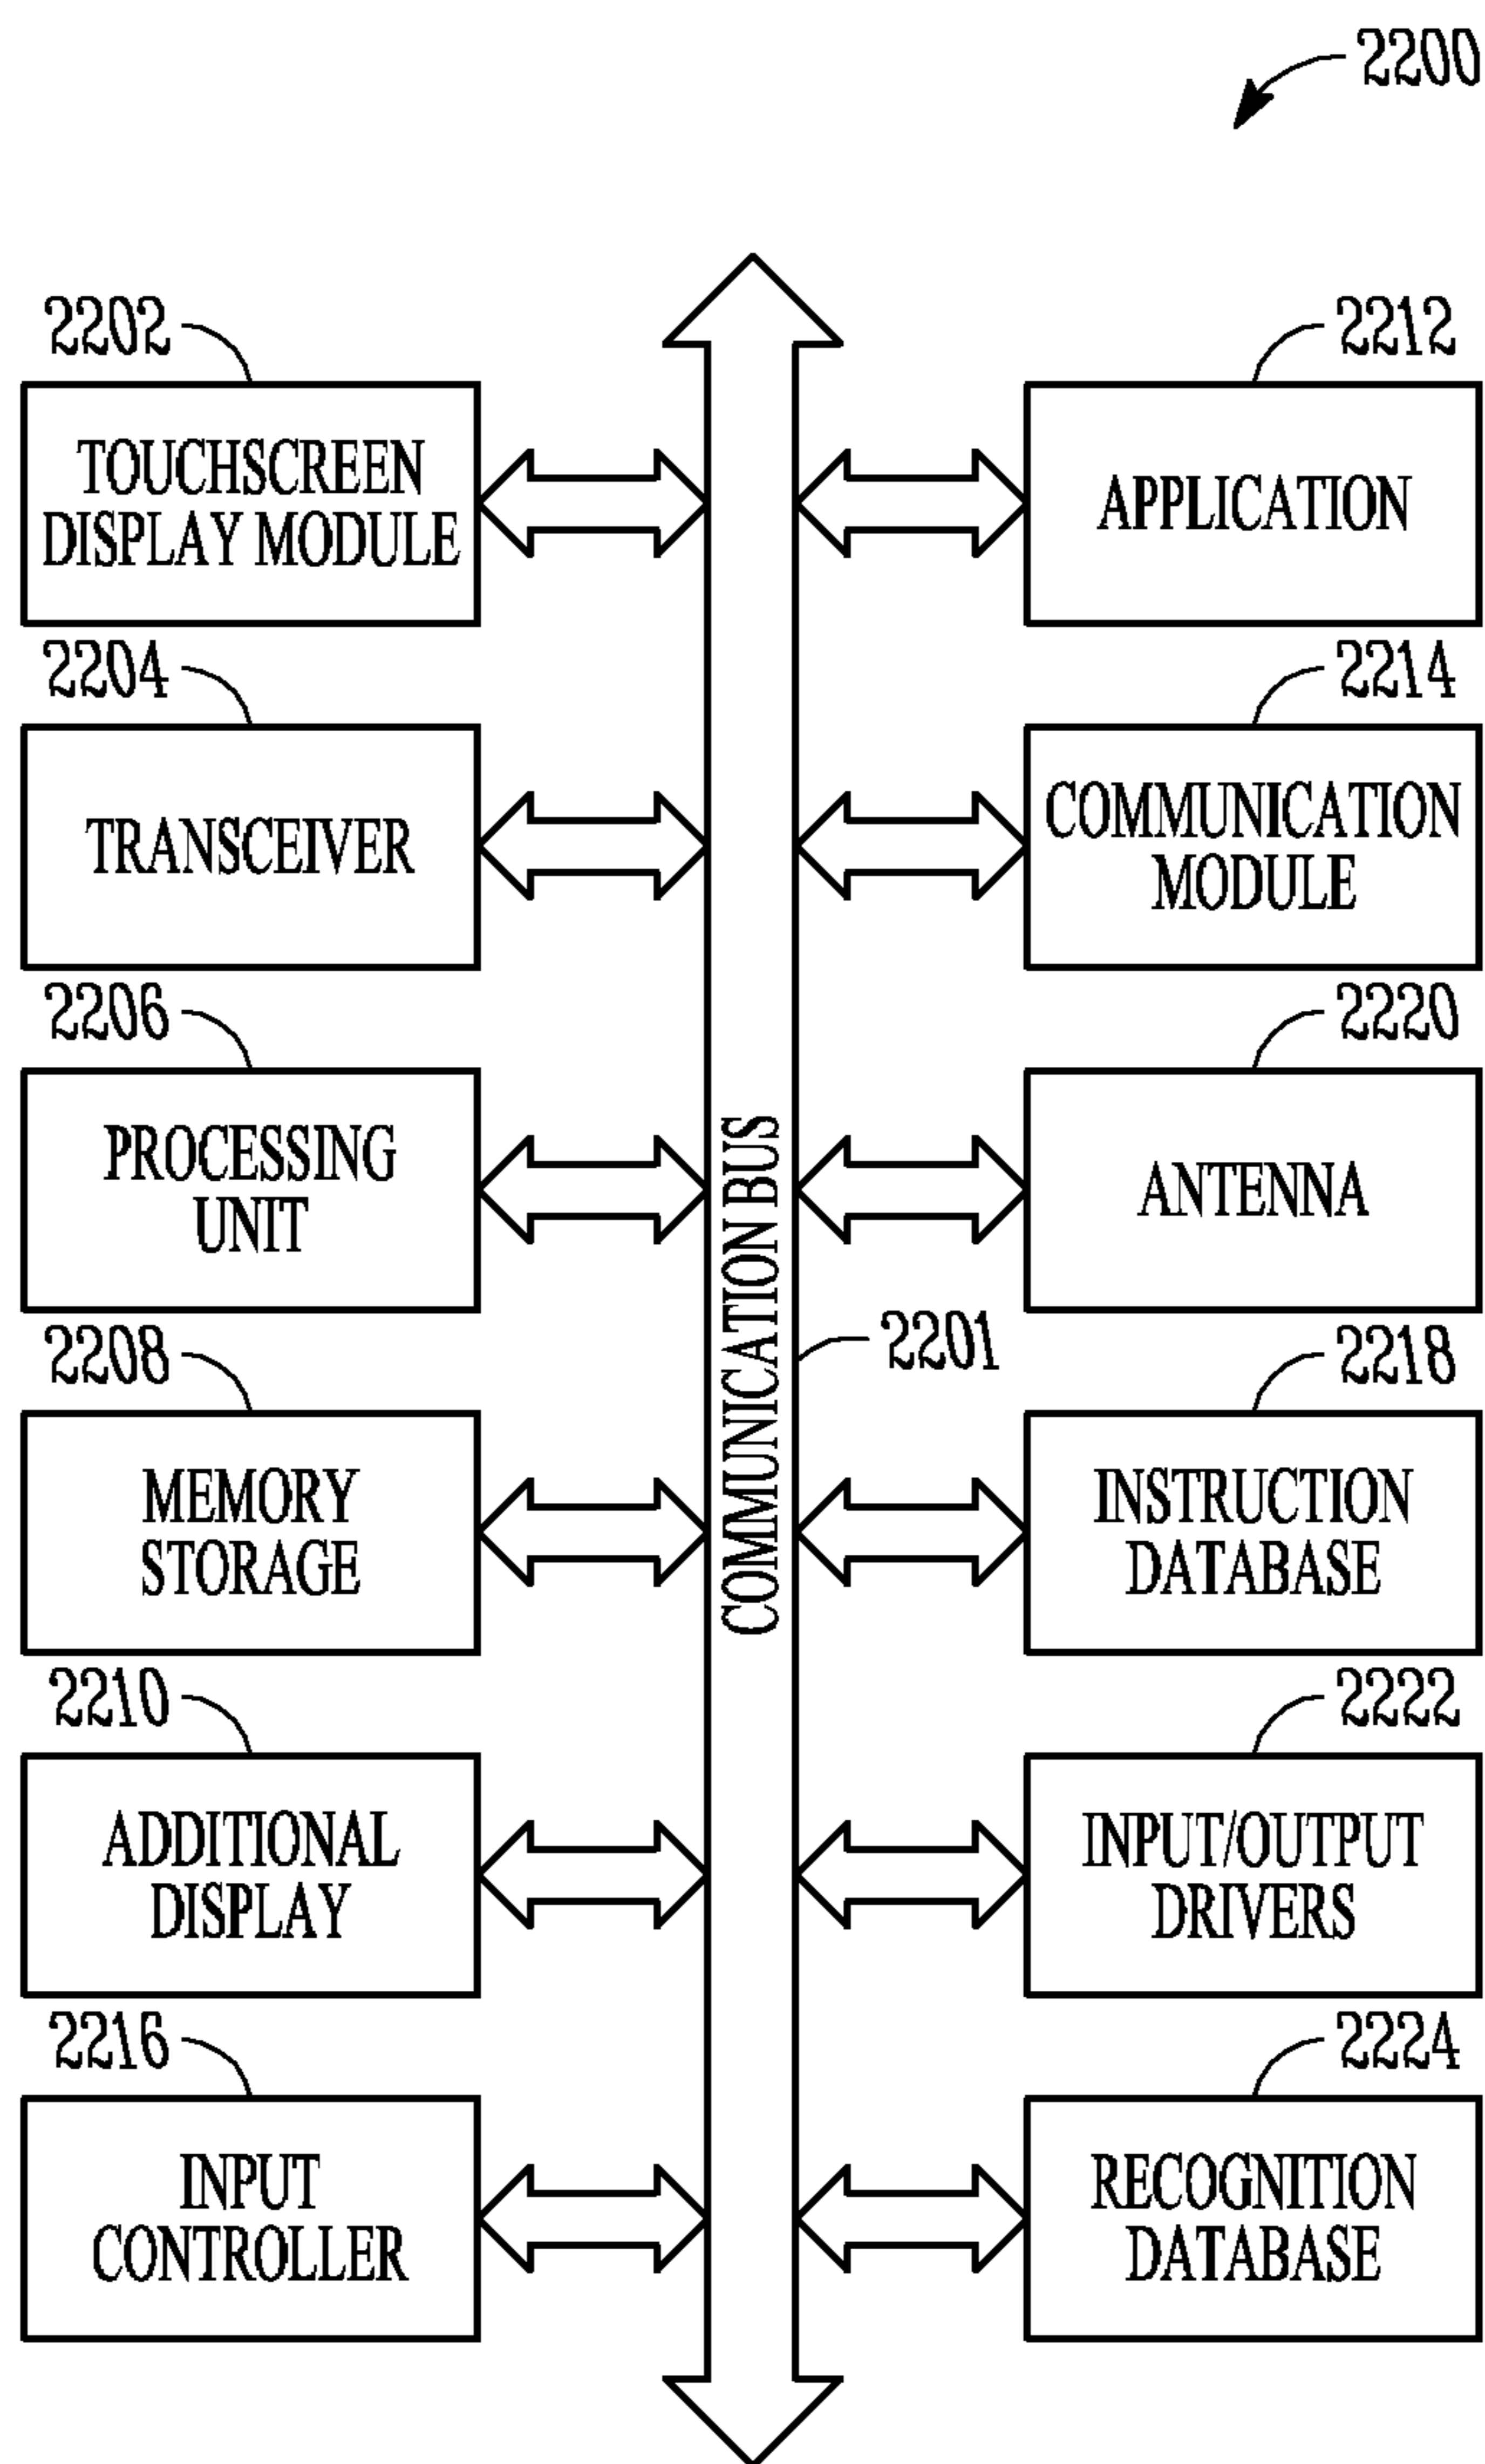 2200
2202
TOUCHSCREEN
DISPLAY MODULE
2212
APPLICATION
2204
TRANSCEIVER
2214
COMMUNICATION
MODULE
2206
PROCESSING
UNIT
2220
ANTENNA
COMMUNICATION BUS
2201
2208
MEMORY
STORAGE
2218
INSTRUCTION
DATABASE
2210
ADDITIONAL
DISPLAY
2222
INPUT/OUTPUT
DRIVERS
2216
INPUT
CONTROLLER
2224
RECOGNITION
DATABASE